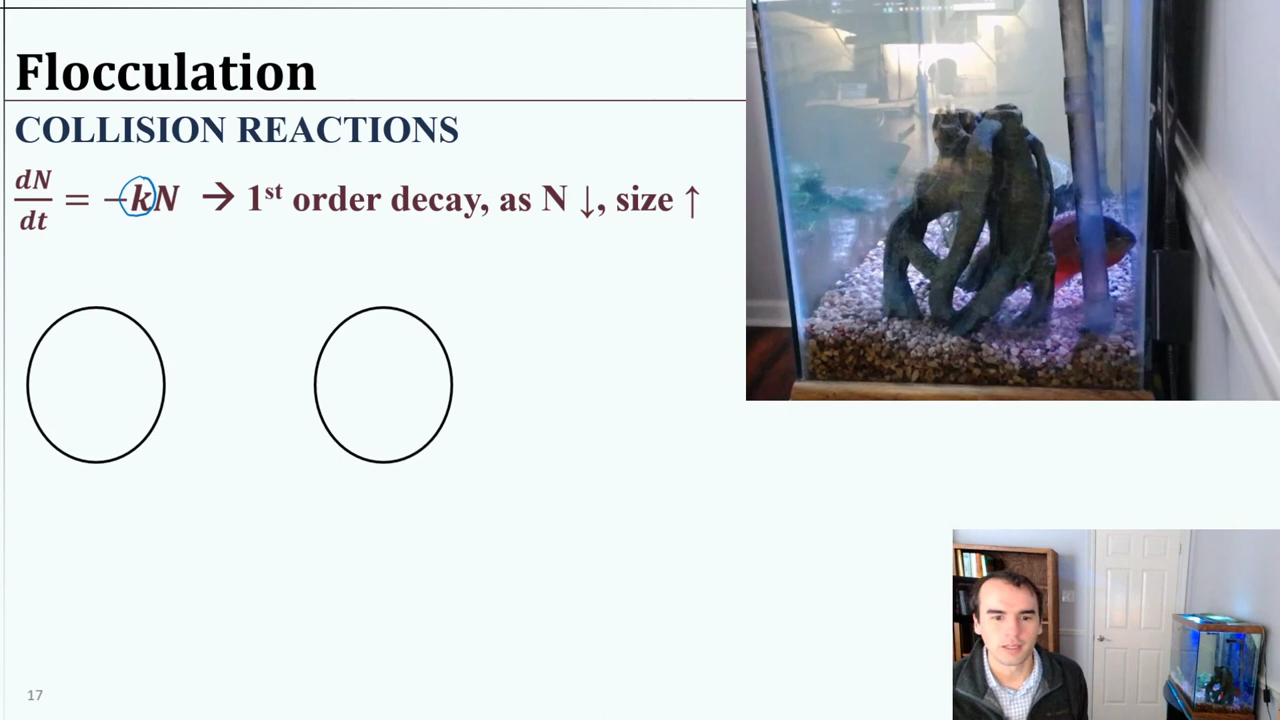 Flocculation
COLLISION REACTIONS
dN/dt = −kN → 1st order decay, as N ↓, size ↑
17